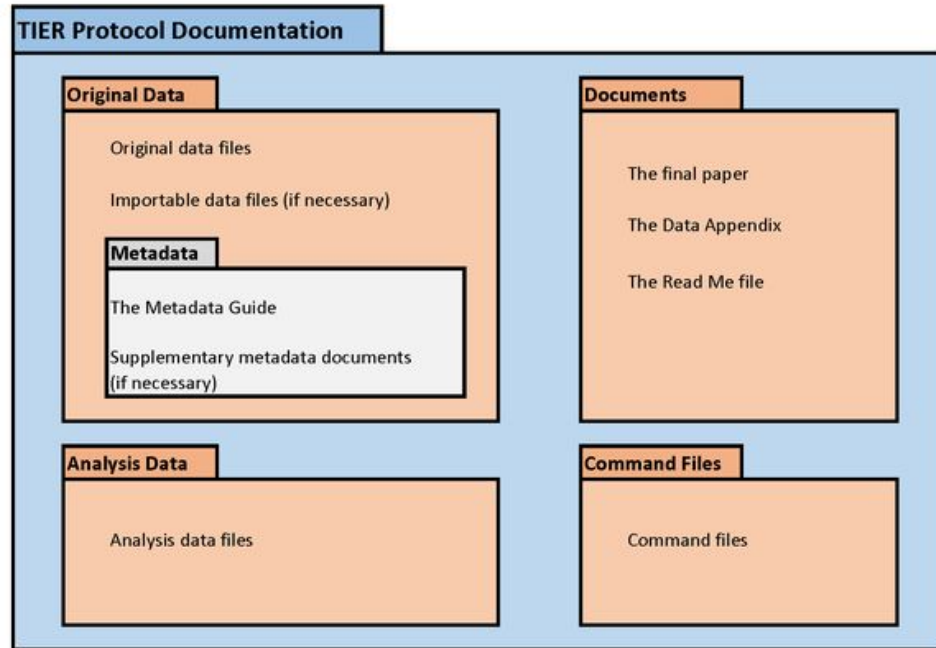 TIER Protocol Documentation
Original Data
Original data files
Importable data files (if necessary)
Metadata
The Metadata Guide
Supplementary metadata documents
(if necessary)
Documents
The final paper
The Data Appendix
The Read Me file
Analysis Data
Analysis data files
Command Files
Command files